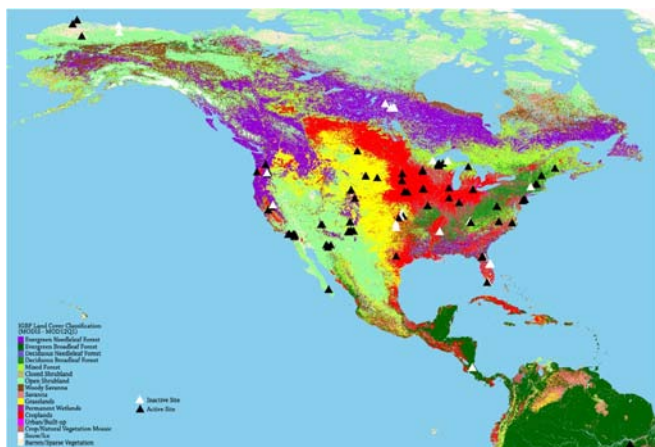 IGBP Land Cover Classification
(MODIS - MOD12Q1)
Evergreen Needleleaf Forest
Evergreen Broadleaf Forest
Deciduous Needleleaf Forest
Deciduous Broadleaf Forest
Mixed Forest
Closed Shrubland
Open Shrubland
Woody Savanna
Savanna
Grasslands
Permanent Wetlands
Croplands
Urban/Built-up
Crop/Natural Vegetation Mosaic
Snow/Ice
Barren/Sparse Vegetation
Inactive Site
Active Site